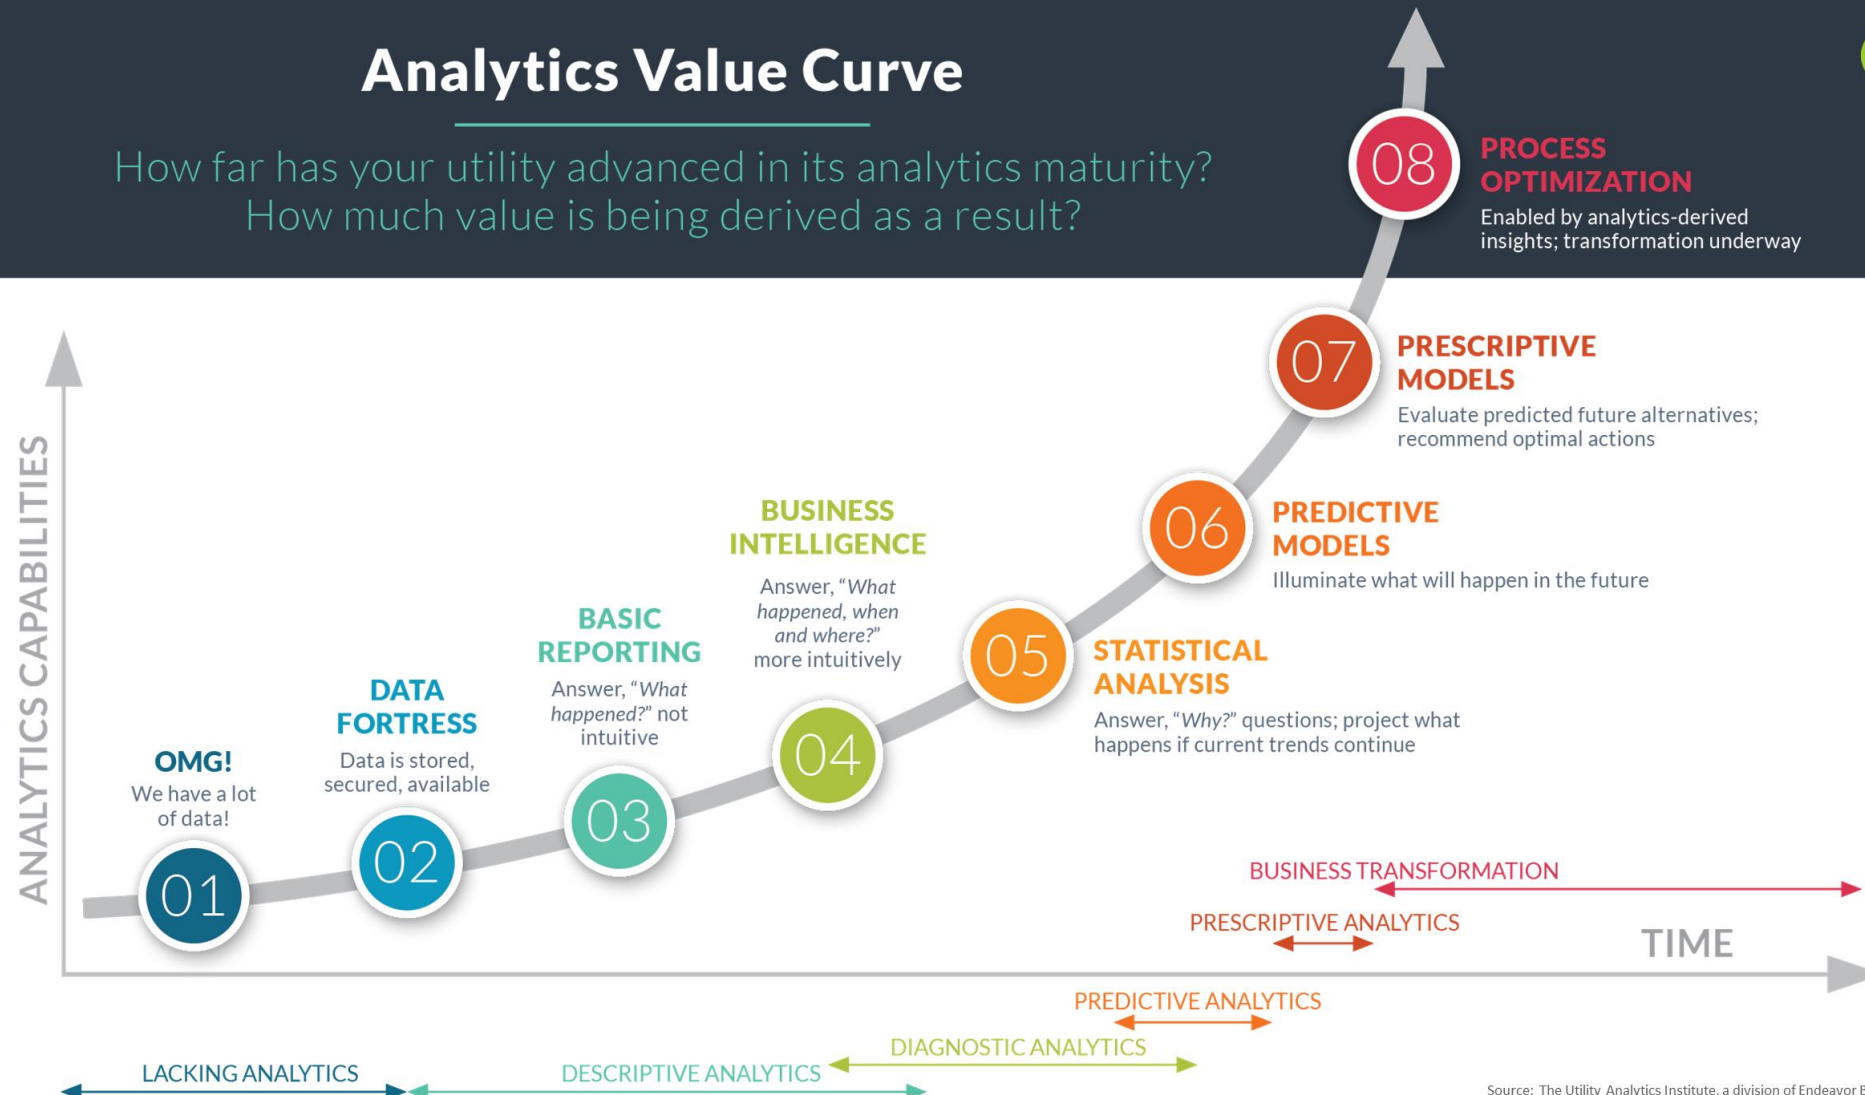 Analytics Value Curve
How far has your utility advanced in its analytics maturity?
How much value is being derived as a result?
08
PROCESS
OPTIMIZATION
Enabled by analytics-derived
insights; transformation underway
07
PRESCRIPTIVE
MODELS
Evaluate predicted future alternatives;
recommend optimal actions
06
PREDICTIVE
MODELS
Illuminate what will happen in the future
05
STATISTICAL
ANALYSIS
Answer, “Why?” questions; project what
happens if current trends continue
BUSINESS
INTELLIGENCE
Answer, “What
happened, when
and where?”
more intuitively
04
BASIC
REPORTING
Answer, “What
happened?” not
intuitive
03
DATA
FORTRESS
Data is stored,
secured, available
02
OMG!
We have a lot
of data!
01
ANALYTICS CAPABILITIES
BUSINESS TRANSFORMATION
PRESCRIPTIVE ANALYTICS
TIME
PREDICTIVE ANALYTICS
DIAGNOSTIC ANALYTICS
LACKING ANALYTICS
DESCRIPTIVE ANALYTICS
Source: The Utility Analytics Institute, a division of Endeavor